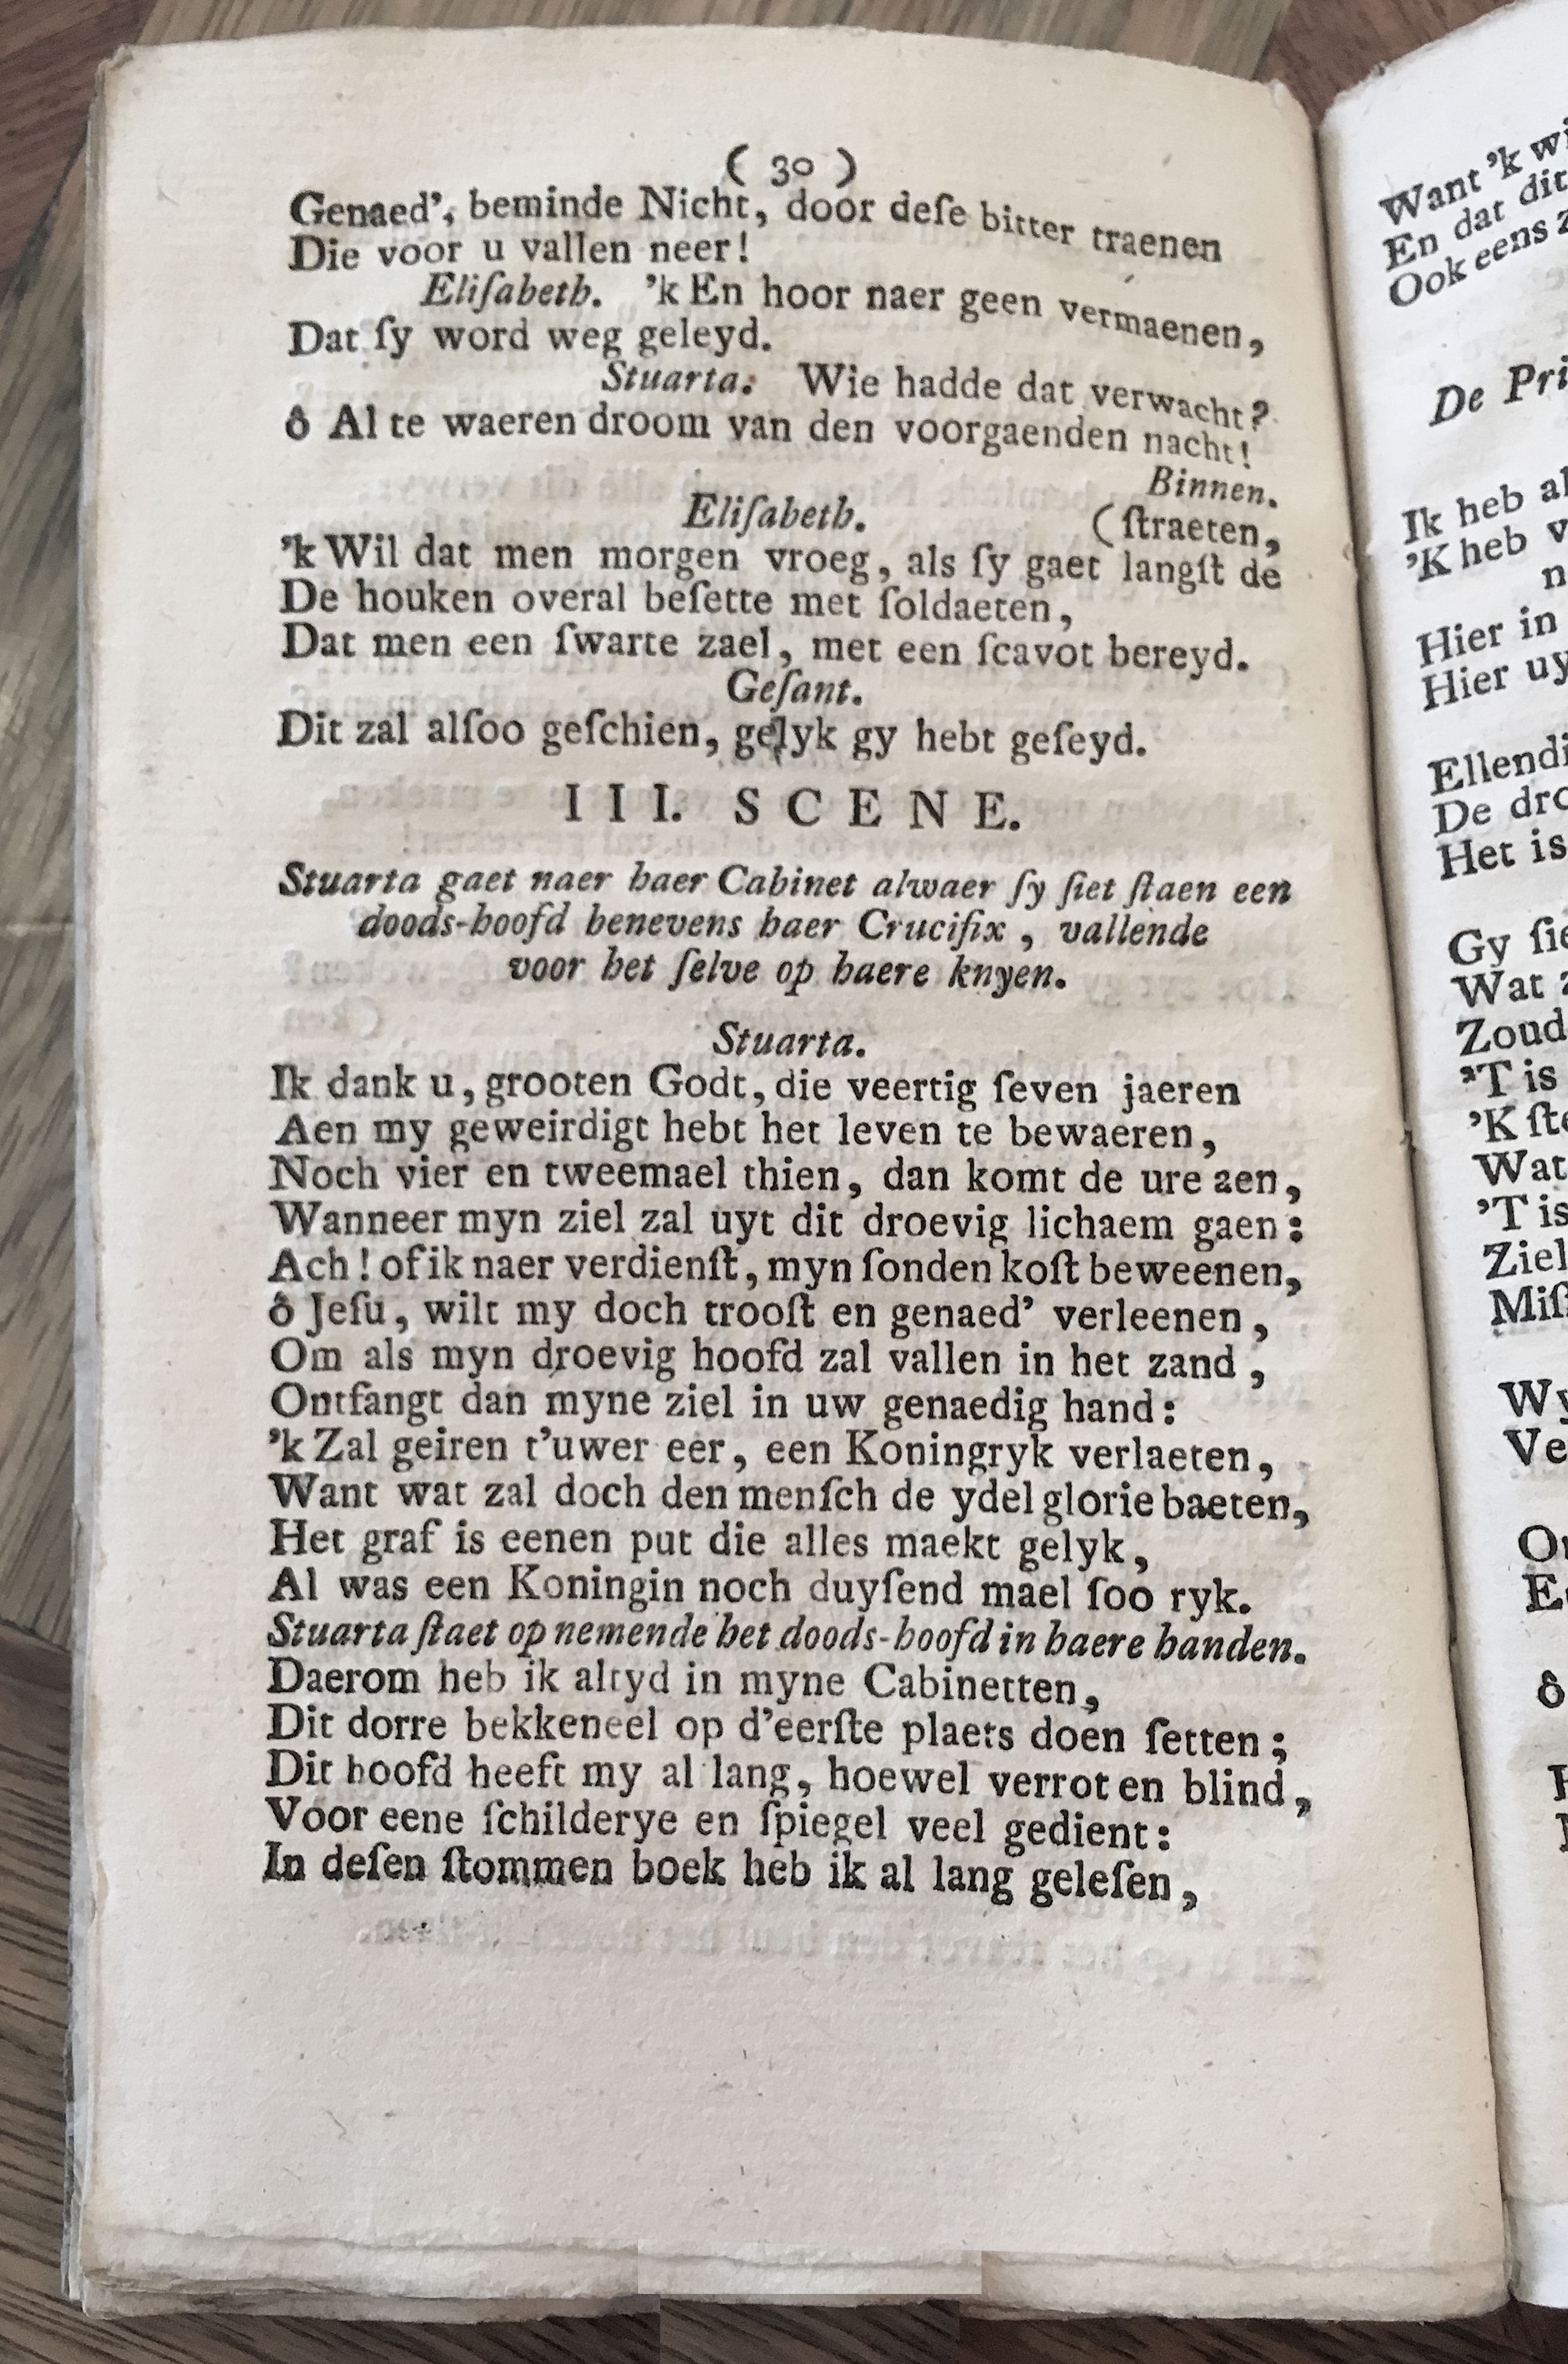 ( 30 )
Genaed', beminde Nicht, door deſe bitter traenen
Die voor u vallen neer!
Eliſabeth. 'k En hoor naer geen vermaenen,
Dat ſy word weg geleyd.
Stuarta. Wie hadde dat verwacht?
ô Al te waeren droom van den voorgaenden nacht!
Binnen.
Eliſabeth. (ſtraeten,
'k Wil dat men morgen vroeg, als ſy gaet langſt de
De houken overal beſette met ſoldaeten,
Dat men een ſwarte zael, met een ſcavot bereyd.
Geſant.
Dit zal alſoo geſchien, gelyk gy hebt geſeyd.
III. SCENE.
Stuarta gaet naer haer Cabinet alwaer ſy ſiet ſtaen een
doods-hoofd benevens haer Crucifix, vallende
voor het ſelve op haere knyen.
Stuarta.
Ik dank u, grooten Godt, die veertig ſeven jaeren
Aen my geweirdigt hebt het leven te bewaeren,
Noch vier en tweemael thien, dan komt de ure aen,
Wanneer myn ziel zal uyt dit droevig lichaem gaen:
Ach! of ik naer verdienſt, myn ſonden koſt beweenen,
ô Jeſu, wilt my doch trooſt en genaed' verleenen,
Om als myn droevig hoofd zal vallen in het zand,
Ontfangt dan myne ziel in uw genaedig hand:
'k Zal geiren t'uwer eer, een Koningryk verlaeten,
Want wat zal doch den menſch de ydel glorie baeten,
Het graf is eenen put die alles maekt gelyk,
Al was een Koningin noch duyſend mael ſoo ryk.
Stuarta ſtaet op nemende het doods-hoofd in haere handen.
Daerom heb ik altyd in myne Cabinetten,
Dit dorre bekkeneel op d'eerſte plaets doen ſetten;
Dit hoofd heeft my al lang, hoewel verrot en blind,
Voor eene ſchilderye en ſpiegel veel gedient:
In deſen ſtommen boek heb ik al lang geleſen,
Want 'k
En dat dit
Ook eens
De
Ik heb
'K heb
Hier in
Hier
De
Het is
Gy
Wat
'T is
'K
Wat
'T is
ô